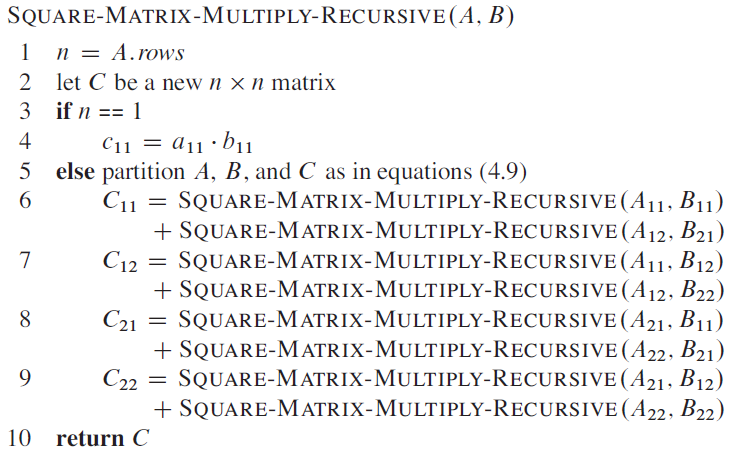 SQUARE-MATRIX-MULTIPLY-RECURSIVE(A, B)
1 n = A.rows
2 let C be a new n × n matrix
3 if n == 1
4 c₁₁ = a₁₁ · b₁₁
5 else partition A, B, and C as in equations (4.9)
6 C₁₁ = SQUARE-MATRIX-MULTIPLY-RECURSIVE(A₁₁, B₁₁)
+ SQUARE-MATRIX-MULTIPLY-RECURSIVE(A₁₂, B₂₁)
7 C₁₂ = SQUARE-MATRIX-MULTIPLY-RECURSIVE(A₁₁, B₁₂)
+ SQUARE-MATRIX-MULTIPLY-RECURSIVE(A₁₂, B₂₂)
8 C₂₁ = SQUARE-MATRIX-MULTIPLY-RECURSIVE(A₂₁, B₁₁)
+ SQUARE-MATRIX-MULTIPLY-RECURSIVE(A₂₂, B₂₁)
9 C₂₂ = SQUARE-MATRIX-MULTIPLY-RECURSIVE(A₂₁, B₁₂)
+ SQUARE-MATRIX-MULTIPLY-RECURSIVE(A₂₂, B₂₂)
10 return C